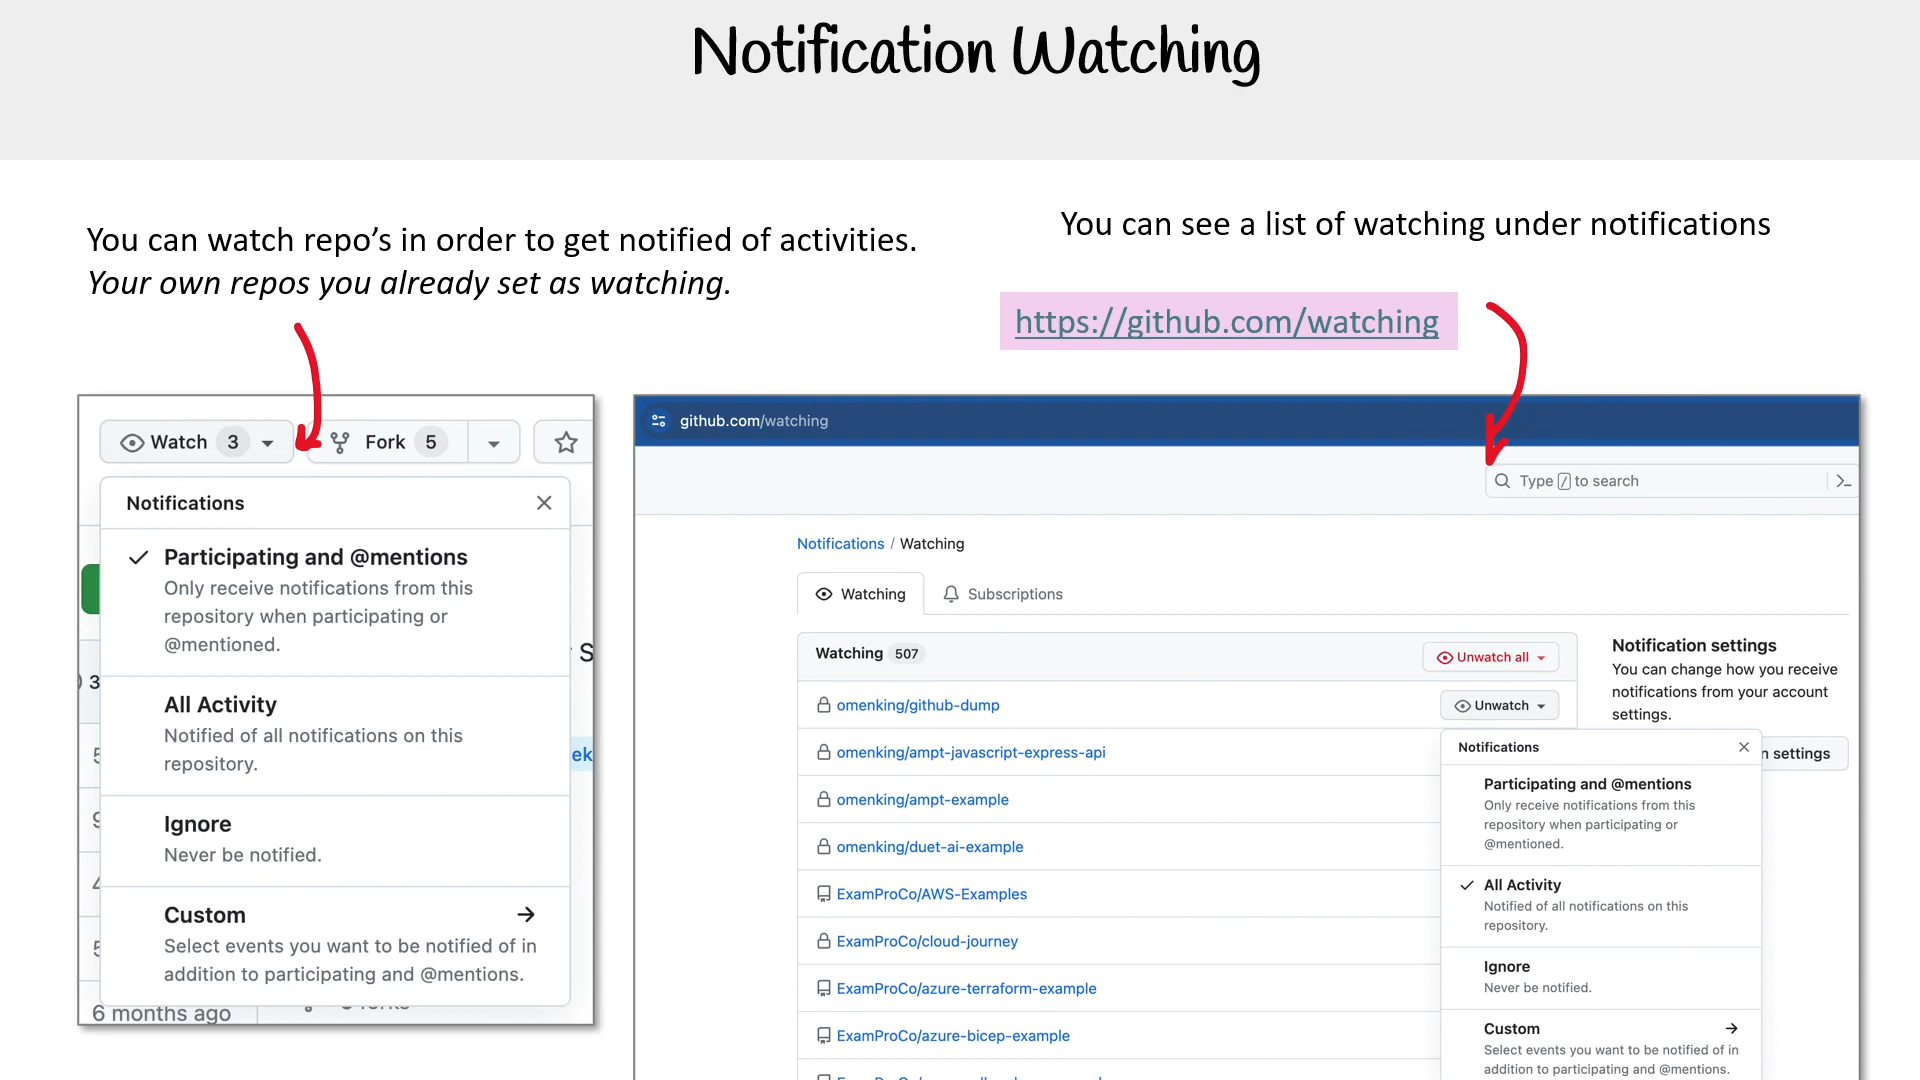 Notification Watching
You can watch repo’s in order to get notified of activities.
Your own repos you already set as watching.
You can see a list of watching under notifications
https://github.com/watching
Watch 3
Fork 5
Notifications
Participating and @mentions
Only receive notifications from this
repository when participating or
@mentioned.
All Activity
Notified of all notifications on this
repository.
Ignore
Never be notified.
Custom
Select events you want to be notified of in
addition to participating and @mentions.
6 months ago
github.com/watching
Type / to search
Notifications / Watching
Watching
Subscriptions
Watching 507
Unwatch all
omenking/github-dump
Unwatch
omenking/ampt-javascript-express-api
omenking/ampt-example
omenking/duet-ai-example
ExamProCo/AWS-Examples
ExamProCo/cloud-journey
ExamProCo/azure-terraform-example
ExamProCo/azure-bicep-example
Notification settings
You can change how you receive
notifications from your account
settings.
settings
Notifications
Participating and @mentions
Only receive notifications from this
repository when participating or
@mentioned.
All Activity
Notified of all notifications on this
repository.
Ignore
Never be notified.
Custom
Select events you want to be notified of in
addition to participating and @mentions.